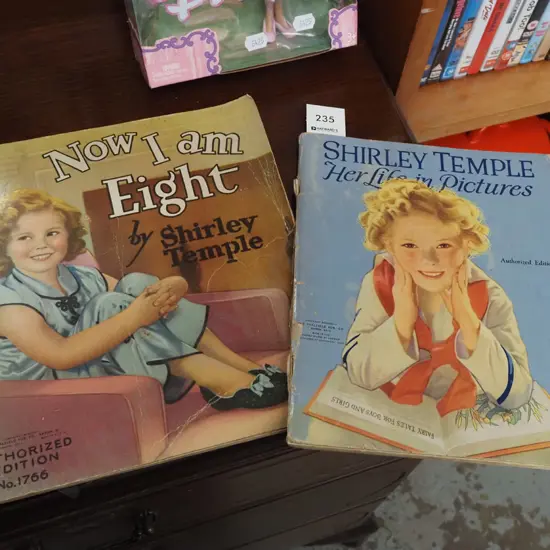 Now I am
Eight
by Shirley
Temple
THORIZED
EDITION
No. 1766
235
SHIRLEY TEMPLE
Her Life in Pictures
Authorized Editio
FAIRY TALES FOR BOYS AND GIRLS